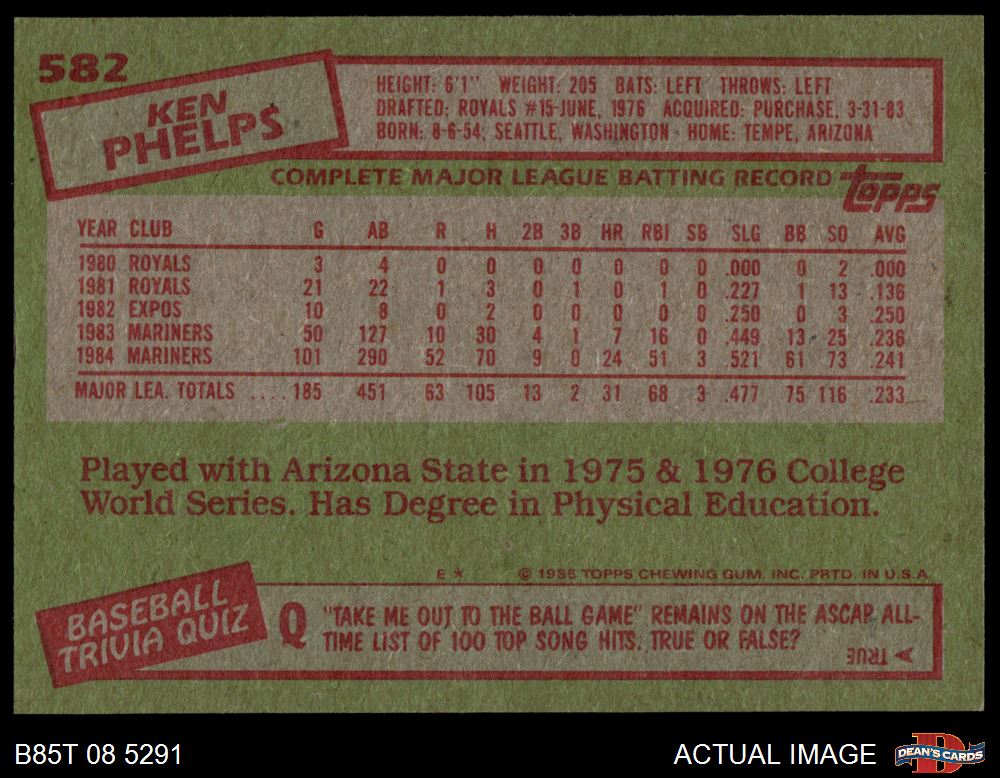 582
KEN
PHELPS
HEIGHT: 6'1" WEIGHT: 205 BATS: LEFT THROWS: LEFT
DRAFTED: ROYALS #15-JUNE, 1976 ACQUIRED: PURCHASE, 3-31-83
BORN: 8-6-54, SEATTLE, WASHINGTON - HOME: TEMPE, ARIZONA
COMPLETE MAJOR LEAGUE BATTING RECORD topps
YEAR CLUB G AB R H 2B 3B HR RBI SB SLG BB SO AVG
1980 ROYALS 3 4 0 0 0 0 0 0 0 .000 0 2 .000
1981 ROYALS 21 22 1 3 0 1 0 1 0 .227 1 13 .136
1982 EXPOS 10 8 0 2 0 0 0 0 0 .250 0 3 .250
1983 MARINERS 50 127 10 30 4 1 7 16 0 .449 13 25 .236
1984 MARINERS 101 290 52 70 9 0 24 51 3 .521 61 73 .241
MAJOR LEA. TOTALS ....185 451 63 105 13 2 31 68 3 .477 75 116 .233
Played with Arizona State in 1975 & 1976 College
World Series. Has Degree in Physical Education.
E * © 1985 TOPPS CHEWING GUM, INC. PRTD. IN U.S.A.
BASEBALL
TRIVIA QUIZ
Q "TAKE ME OUT TO THE BALL GAME" REMAINS ON THE ASCAP ALL-
TIME LIST OF 100 TOP SONG HITS. TRUE OR FALSE?
A TRUE
B85T 08 5291
ACTUAL IMAGE
DEAN'S CARDS